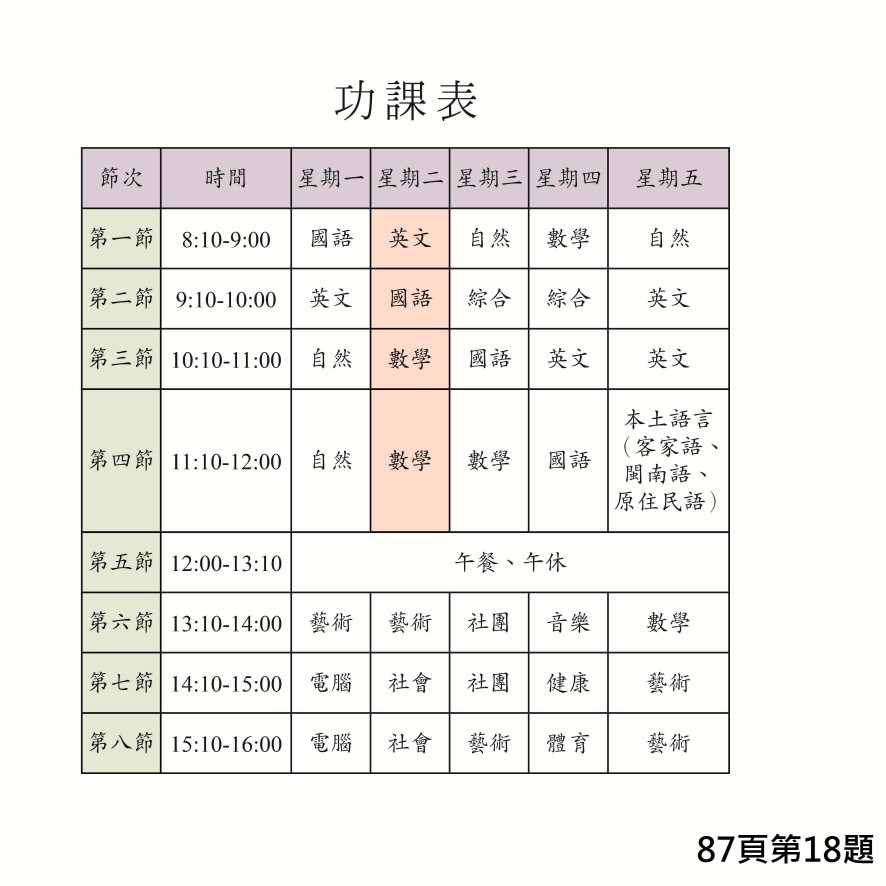 功課表
節次 時間 星期一 星期二 星期三 星期四 星期五
第一節 8:10-9:00 國語 英文 自然 數學 自然
第二節 9:10-10:00 英文 國語 綜合 綜合 英文
第三節 10:10-11:00 自然 數學 國語 英文 英文
第四節 11:10-12:00 自然 數學 數學 國語 本土語言
（客家語、
閩南語、
原住民語）
第五節 12:00-13:10 午餐、午休
第六節 13:10-14:00 藝術 藝術 社團 音樂 數學
第七節 14:10-15:00 電腦 社會 社團 健康 藝術
第八節 15:10-16:00 電腦 社會 藝術 體育 藝術
87頁第18題